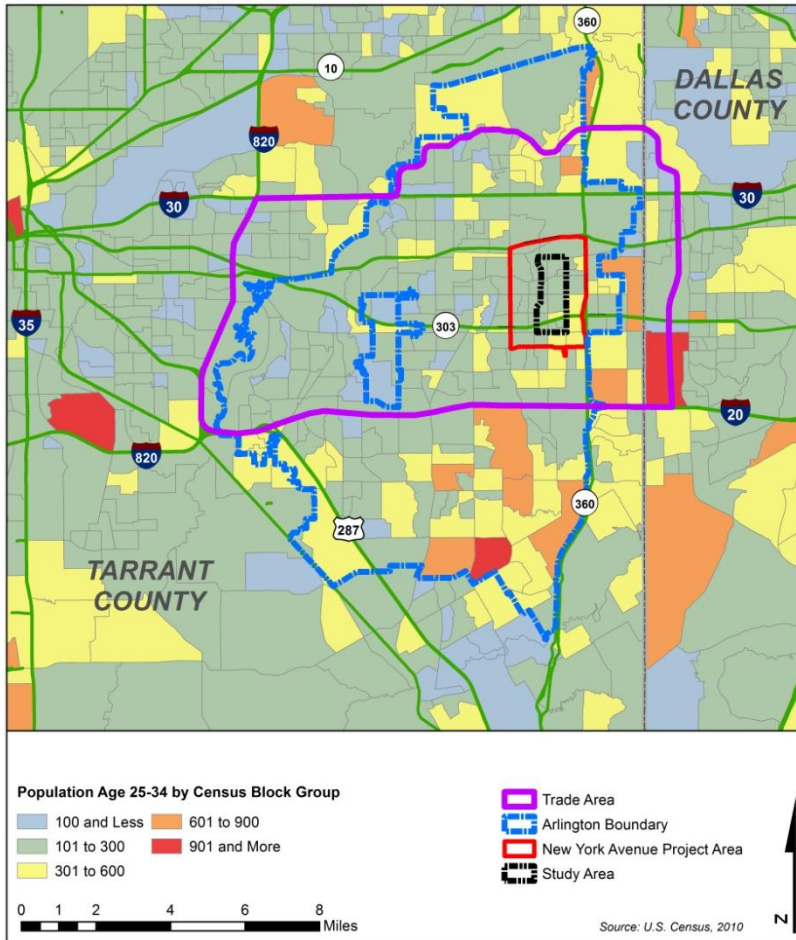 360
10
DALLAS
COUNTY
820
30
30
35
303
20
820
360
287
TARRANT
COUNTY
Population Age 25-34 by Census Block Group
100 and Less
601 to 900
101 to 300
901 and More
301 to 600
0 1 2 4 6 8
Miles
Trade Area
Arlington Boundary
New York Avenue Project Area
Study Area
Source: U.S. Census, 2010
N